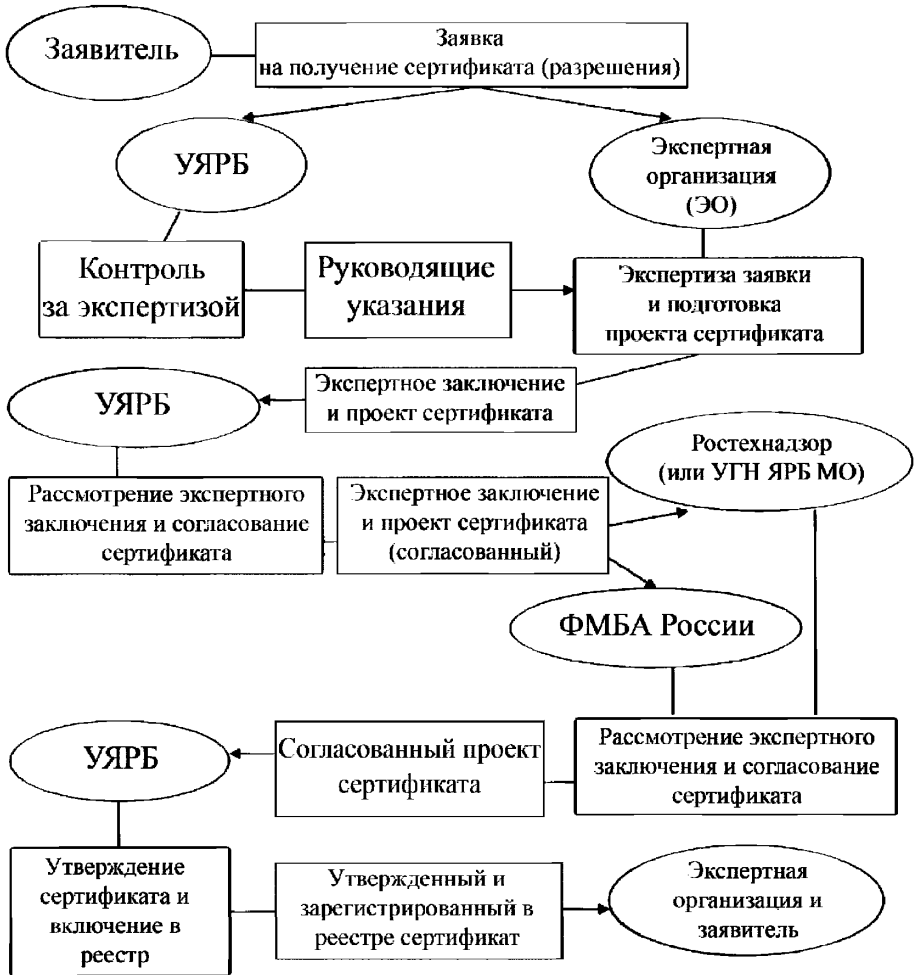 Заявитель
Заявка
на получение сертификата (разрешения)
УЯРБ
Экспертная
организация
(ЭО)
Контроль
за экспертизой
Руководящие
указания
Экспертиза заявки
и подготовка
проекта сертификата
УЯРБ
Экспертное заключение
и проект сертификата
Ростехнадзор
(или УГН ЯРБ МО)
Рассмотрение экспертного
заключения и согласование
сертификата
Экспертное заключение
и проект сертификата
(согласованный)
ФМБА России
УЯРБ
Согласованный проект
сертификата
Рассмотрение экспертного
заключения и согласование
сертификата
Утверждение
сертификата и
включение в
реестр
Утвержденный и
зарегистрированный в
реестре сертификат
Экспертная
организация и
заявитель